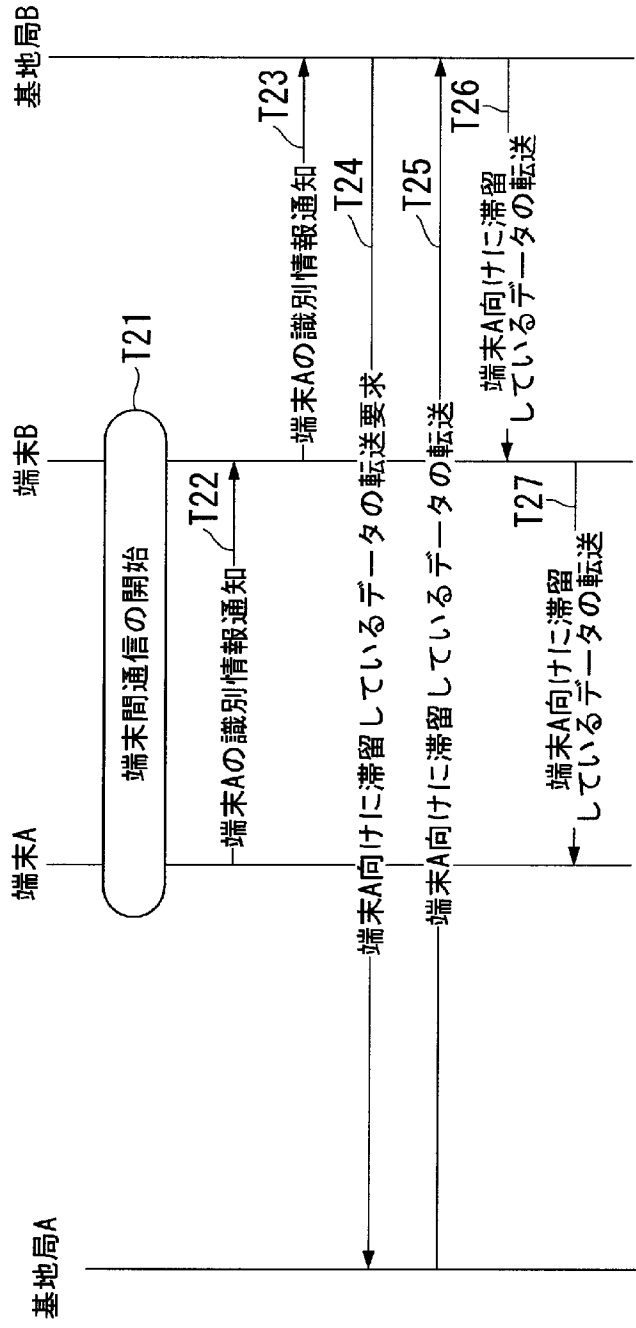 基地局A
端末A
端末B
基地局B
端末間通信の開始
T21
端末Aの識別情報通知
T22
端末Aの識別情報通知
T23
端末A向けに滞留しているデータの転送要求
T24
端末A向けに滞留しているデータの転送
T25
端末A向けに滞留
しているデータの転送
T26
端末A向けに滞留
しているデータの転送
T27